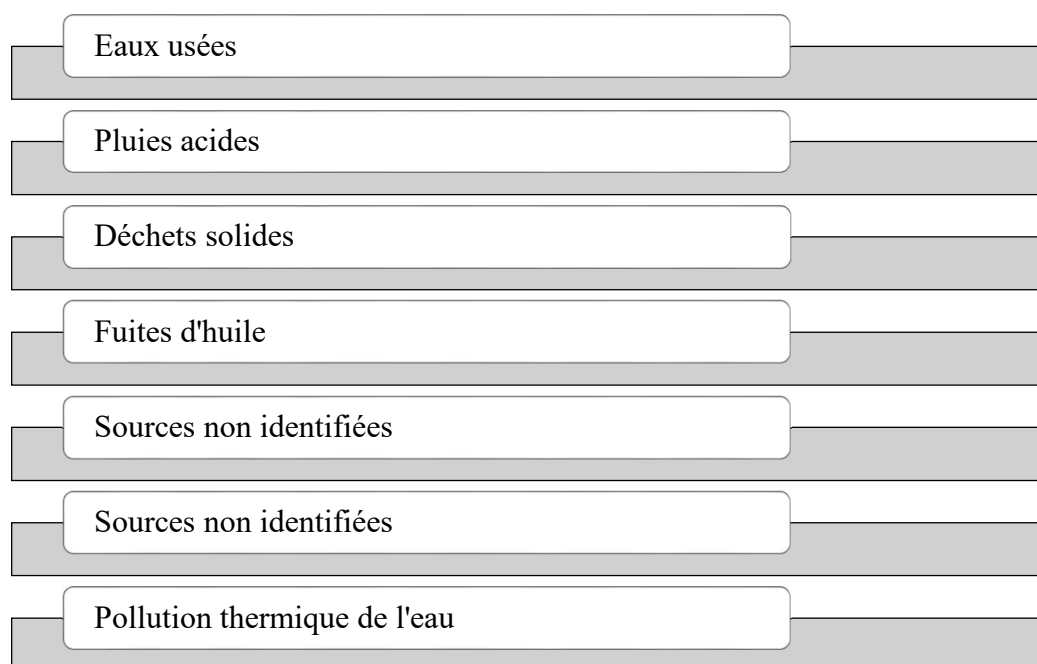 Eaux usées
Pluies acides
Déchets solides
Fuites d'huile
Sources non identifiées
Sources non identifiées
Pollution thermique de l'eau